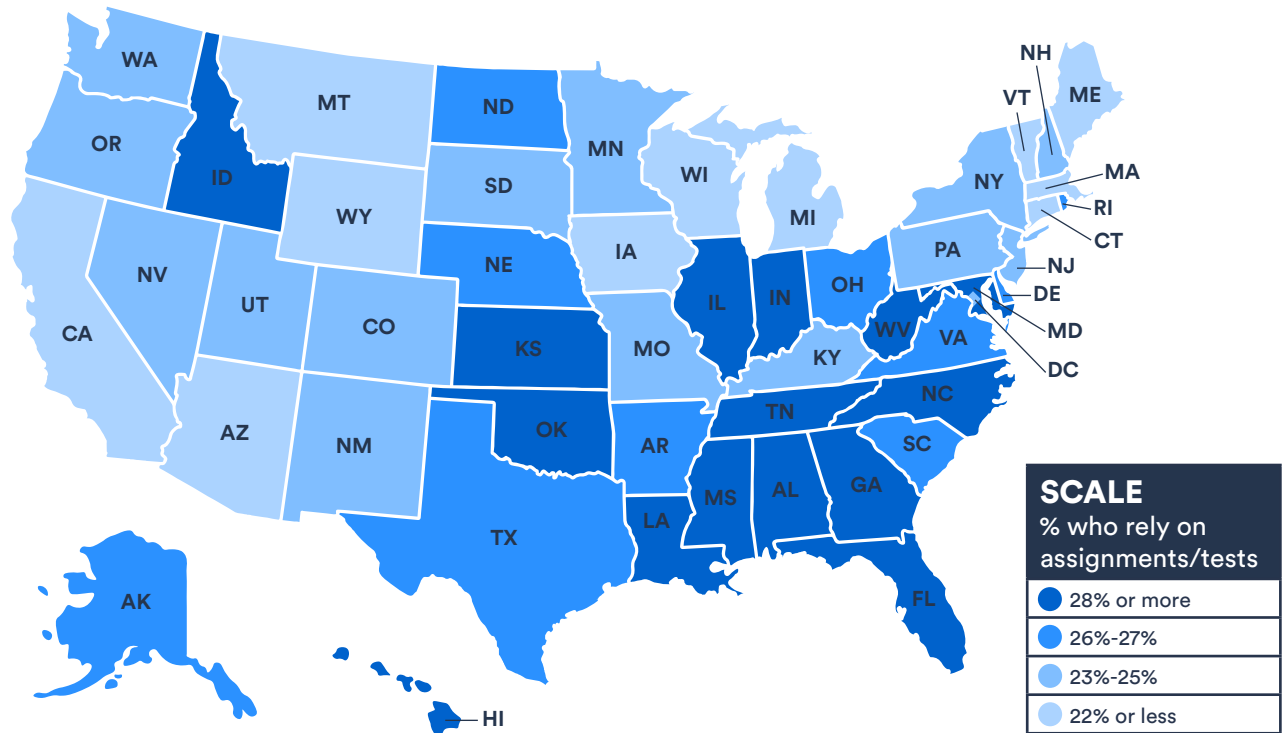 NH
WA
ME
VT
MT
ND
OR
MN
MA
ID
WI
NY
SD
RI
WY
MI
CT
PA
IA
NJ
NE
NV
OH
DE
UT
IN
IL
CO
WV
MD
CA
VA
KS
MO
KY
DC
NC
TN
AZ
OK
NM
AR
SC
GA
AL
MS
LA
TX
SCALE
% who rely on
assignments/tests
28% or more
26%-27%
23%-25%
22% or less
FL
AK
HI